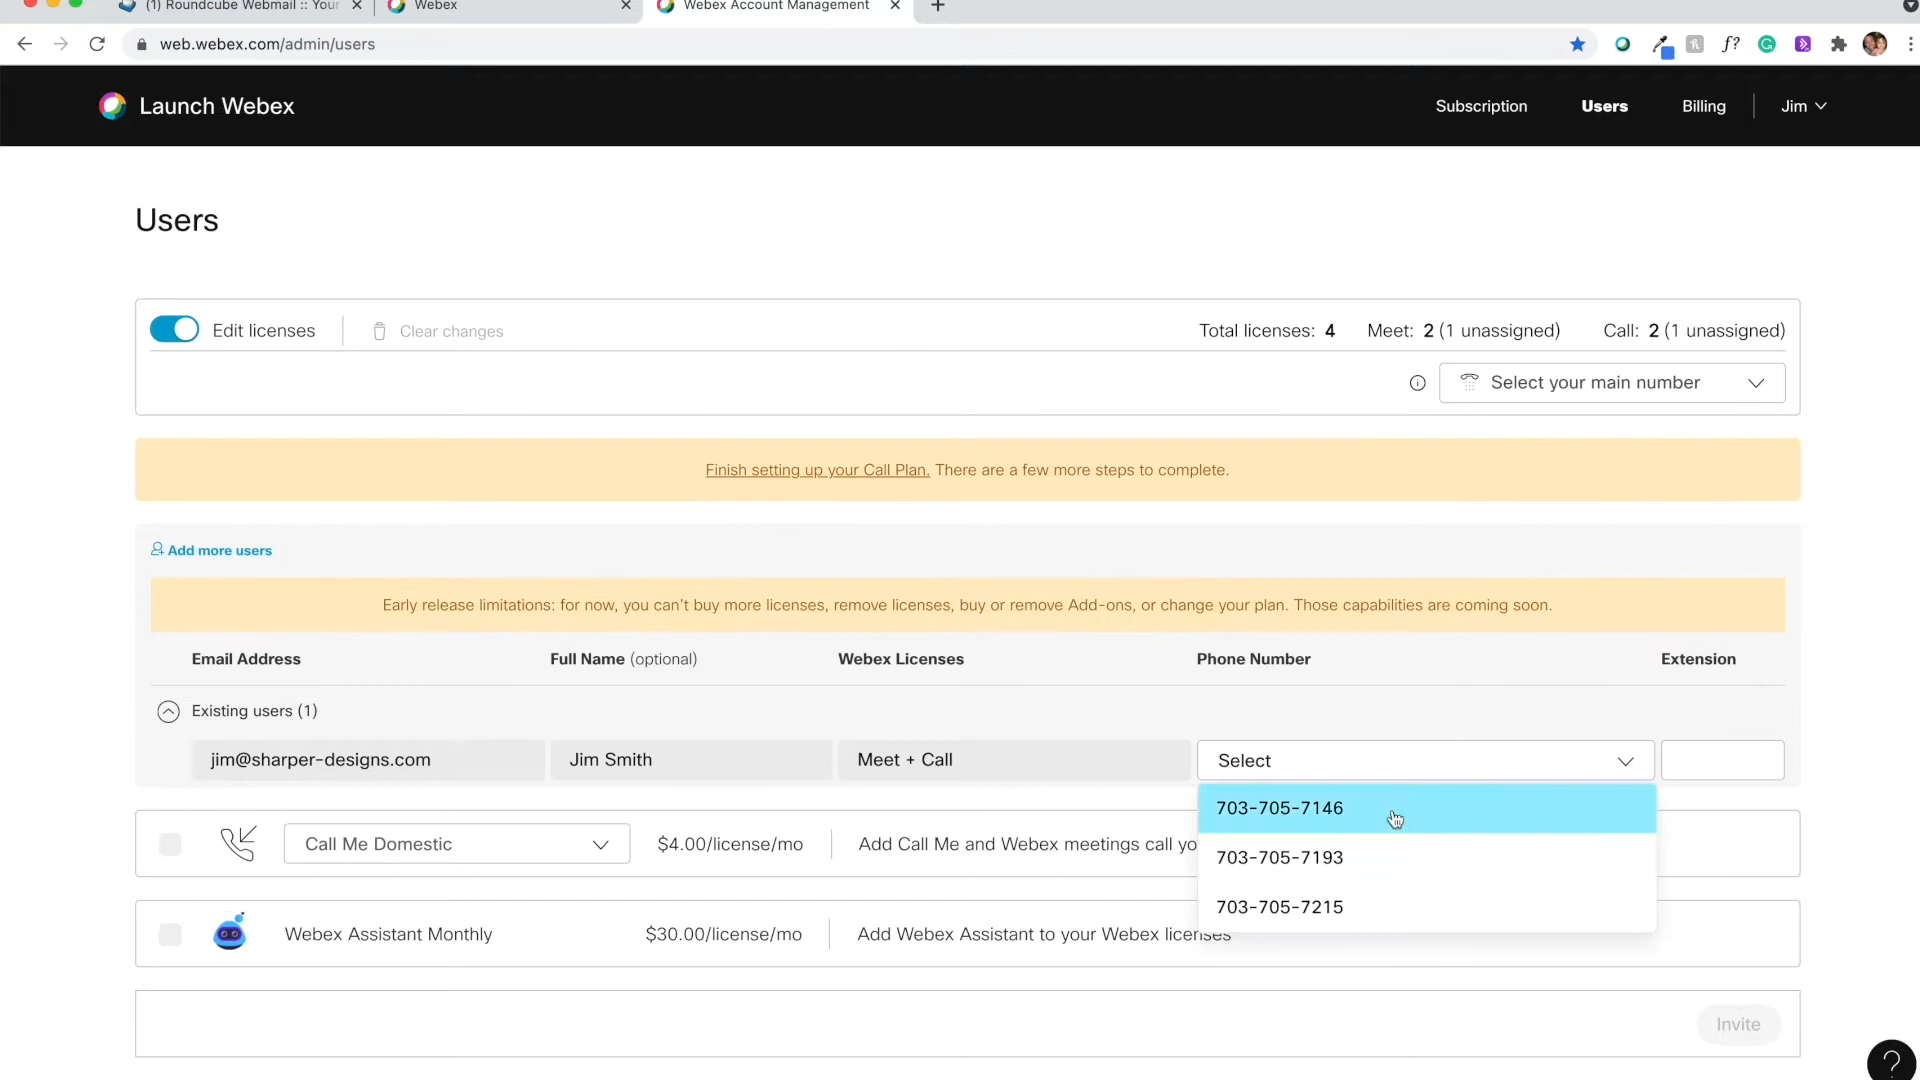 (1) Roundcube Webmail :: Your
Webex
Webex Account Management
web.webex.com/admin/users
f?
Launch Webex
Subscription
Users
Billing
Jim
Users
Edit licenses
Clear changes
Total licenses: 4
Meet: 2 (1 unassigned)
Call: 2 (1 unassigned)
Select your main number
Finish setting up your Call Plan. There are a few more steps to complete.
Add more users
Early release limitations: for now, you can't buy more licenses, remove licenses, buy or remove Add-ons, or change your plan. Those capabilities are coming soon.
Email Address
Full Name (optional)
Webex Licenses
Phone Number
Extension
Existing users (1)
jim@sharper-designs.com
Jim Smith
Meet + Call
Select
703-705-7146
703-705-7193
703-705-7215
Call Me Domestic
$4.00/license/mo
Add Call Me and Webex meetings call yo
Webex Assistant Monthly
$30.00/license/mo
Add Webex Assistant to your Webex licenses
Invite
?